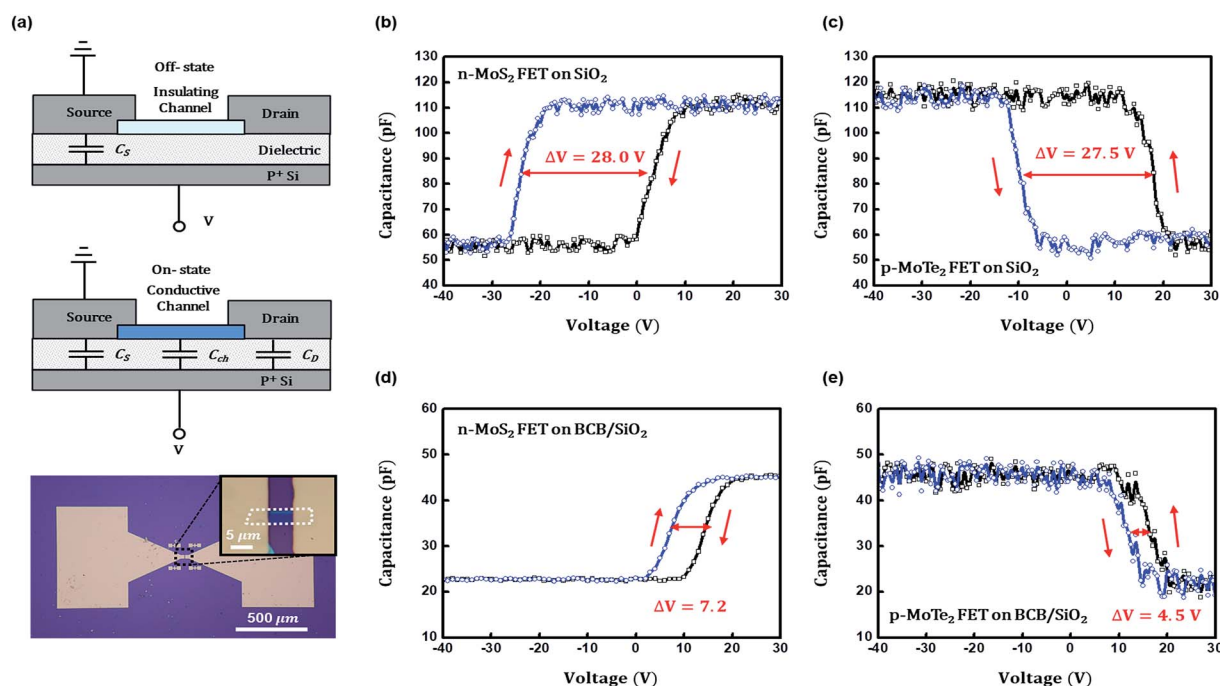 (a)
Off- state
Insulating
Channel
Source
Drain
C_S
Dielectric
P⁺ Si
V
On- state
Conductive
Channel
Source
Drain
C_S
C_ch
C_D
P⁺ Si
V
5 μm
500 μm
(b)
130
120
110
100
90
80
70
60
50
40
Capacitance (pF)
n-MoS₂ FET on SiO₂
ΔV = 28.0 V
-40
-30
-20
-10
0
10
20
30
Voltage (V)
(c)
130
120
110
100
90
80
70
60
50
40
Capacitance (pF)
ΔV = 27.5 V
p-MoTe₂ FET on SiO₂
-40
-30
-20
-10
0
10
20
30
Voltage (V)
(d)
60
50
40
30
20
10
Capacitance (pF)
n-MoS₂ FET on BCB/SiO₂
ΔV = 7.2
-40
-30
-20
-10
0
10
20
30
Voltage (V)
(e)
60
50
40
30
20
10
Capacitance (pF)
p-MoTe₂ FET on BCB/SiO₂
ΔV = 4.5 V
-40
-30
-20
-10
0
10
20
30
Voltage (V)